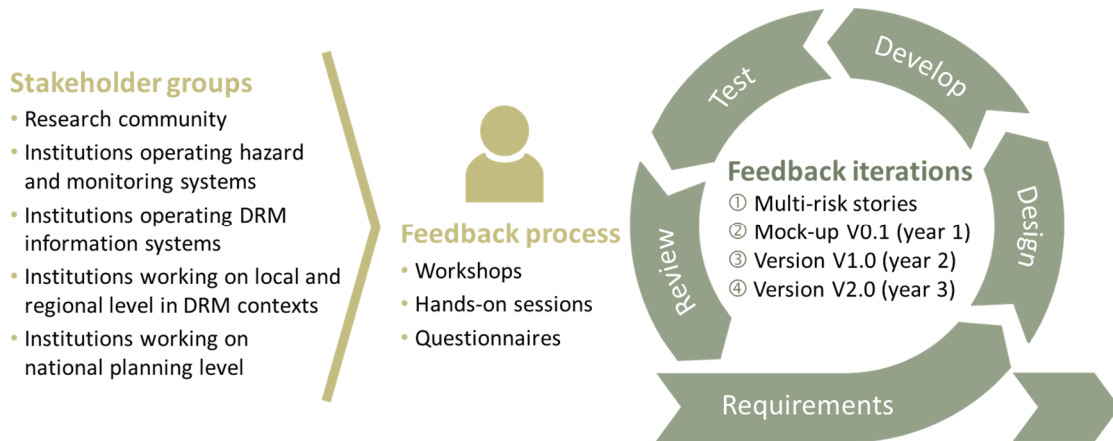 Stakeholder groups
• Research community
• Institutions operating hazard
and monitoring systems
• Institutions operating DRM
information systems
• Institutions working on local and
regional level in DRM contexts
• Institutions working on
national planning level
Feedback process
• Workshops
• Hands-on sessions
• Questionnaires
Requirements
Design
Develop
Test
Review
Feedback iterations
① Multi-risk stories
② Mock-up V0.1 (year 1)
③ Version V1.0 (year 2)
④ Version V2.0 (year 3)